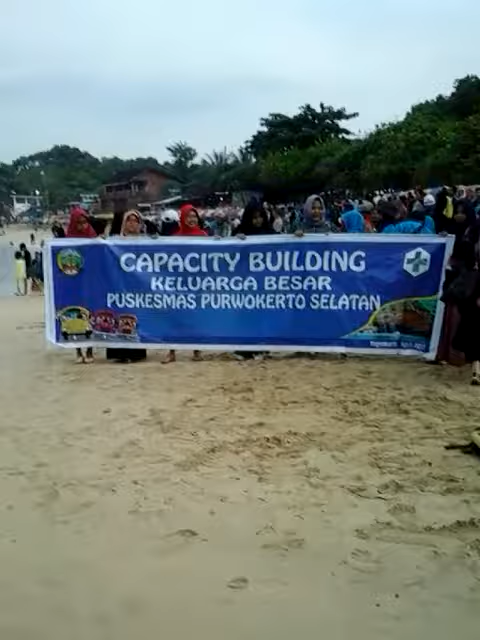 CAPACITY BUILDING
KELUARGA BESAR
PUSKESMAS PURWOKERTO SELATAN